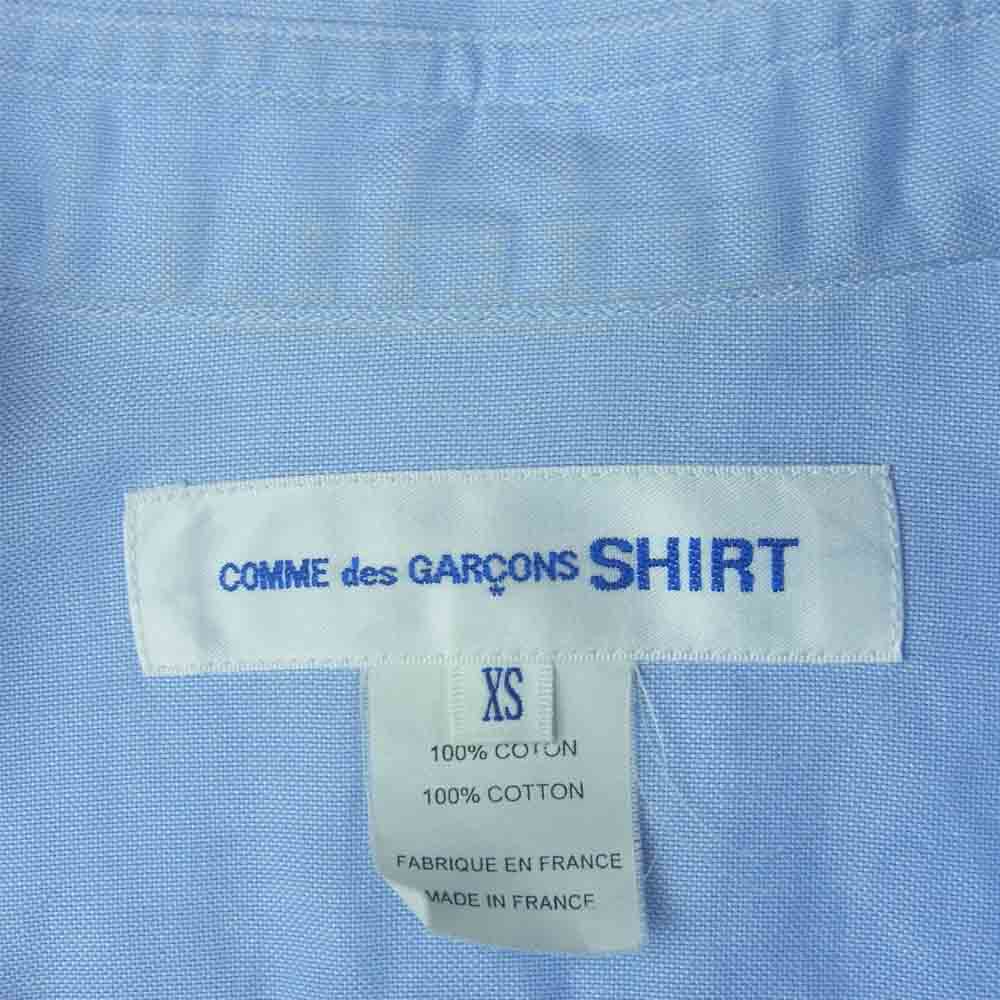 COMME des GARÇONS SHIRT
XS
100% COTON
100% COTTON
FABRIQUE EN FRANCE
MADE IN FRANCE